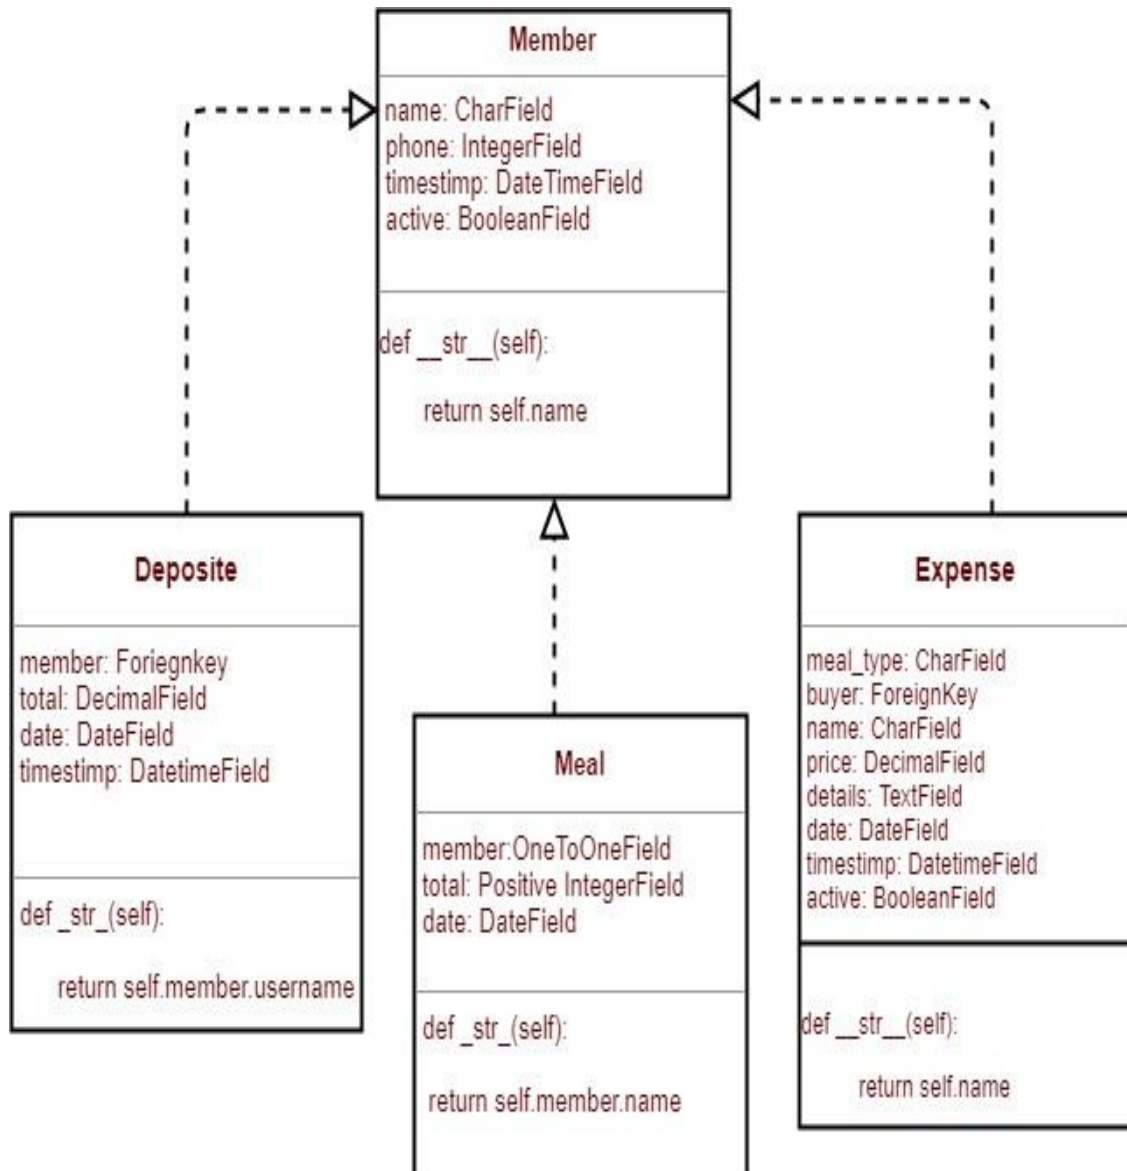 Member
name: CharField
phone: IntegerField
timestimp: DateTimeField
active: BooleanField
def __str__(self):
return self.name
Deposite
member: Foriegnkey
total: DecimalField
date: DateField
timestimp: DatetimeField
def _str_(self):
return self.member.username
Meal
member:OneToOneField
total: Positive IntegerField
date: DateField
def _str_(self):
return self.member.name
Expense
meal_type: CharField
buyer: ForeignKey
name: CharField
price: DecimalField
details: TextField
date: DateField
timestimp: DatetimeField
active: BooleanField
def __str__(self):
return self.name